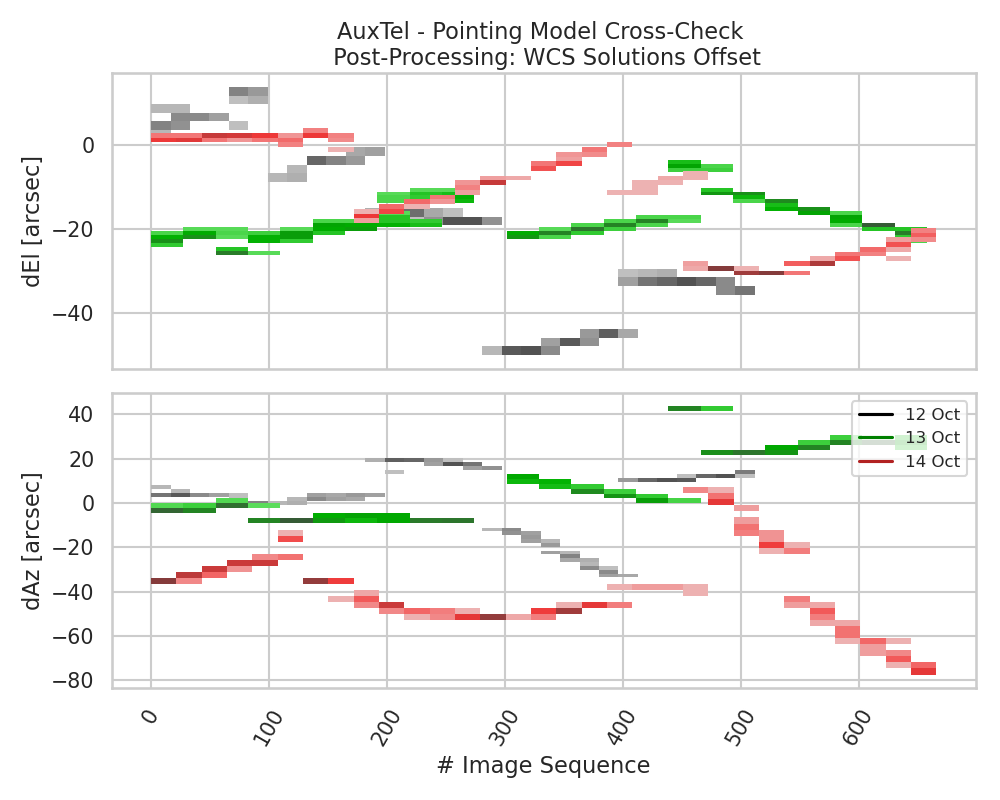 AuxTel - Pointing Model Cross-Check
Post-Processing: WCS Solutions Offset
dEl [arcsec]
0
−20
−40
dAz [arcsec]
40
20
0
−20
−40
−60
−80
12 Oct
13 Oct
14 Oct
0
100
200
300
400
500
600
# Image Sequence